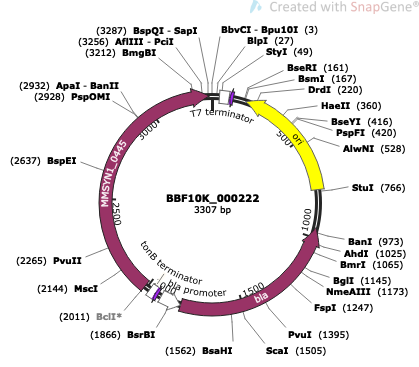 Created with SnapGene®
(3287) BspQI - SapI
(3256) AflIII - PciI
(3212) BmgBI
BbvCI - Bpu10I (3)
BlpI (27)
StyI (49)
BseRI (161)
BsmI (167)
DrdI (220)
HaeII (360)
BseYI (416)
PspFI (420)
AlwNI (528)
StuI (766)
BanI (973)
AhdI (1025)
BmrI (1065)
BglI (1145)
NmeAIII (1173)
FspI (1247)
PvuI (1395)
ScaI (1505)
BsaHI
(1562)
(1866) BsrBI
(2011) BclI*
(2144) MscI
(2265) PvuII
(2637) BspEI
(2928) PspOMI
(2932) ApaI - BanII
T7 terminator
ori
500
1000
bla
1500
bla promoter
tonB terminator
2500
MMSYN1_0445
3000
BBF10K_000222
3307 bp